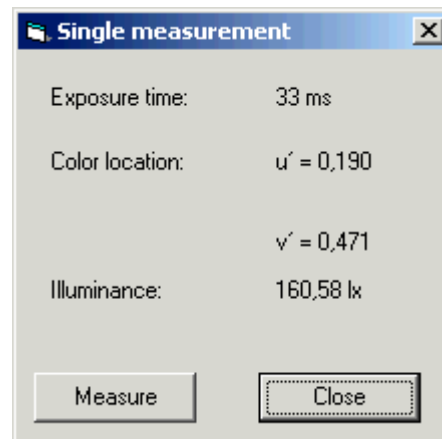 Single measurement
Exposure time: 33 ms
Color location: u´ = 0,190
v´ = 0,471
Illuminance: 160,58 lx
Measure Close